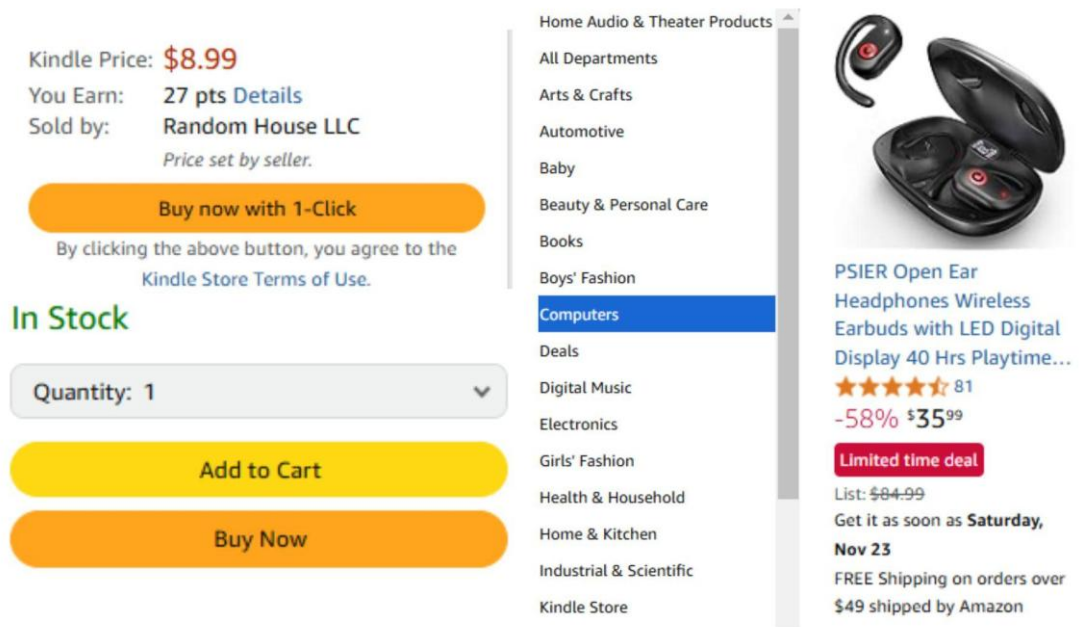 Kindle Price: $8.99
You Earn: 27 pts Details
Sold by: Random House LLC
Price set by seller.
Buy now with 1-Click
By clicking the above button, you agree to the
Kindle Store Terms of Use.
In Stock
Quantity: 1
Add to Cart
Buy Now
Home Audio & Theater Products
All Departments
Arts & Crafts
Automotive
Baby
Beauty & Personal Care
Books
Boys' Fashion
Computers
Deals
Digital Music
Electronics
Girls' Fashion
Health & Household
Home & Kitchen
Industrial & Scientific
Kindle Store
PSIER Open Ear
Headphones Wireless
Earbuds with LED Digital
Display 40 Hrs Playtime...
81
-58% $3599
Limited time deal
List: $84.99
Get it as soon as Saturday,
Nov 23
FREE Shipping on orders over
$49 shipped by Amazon